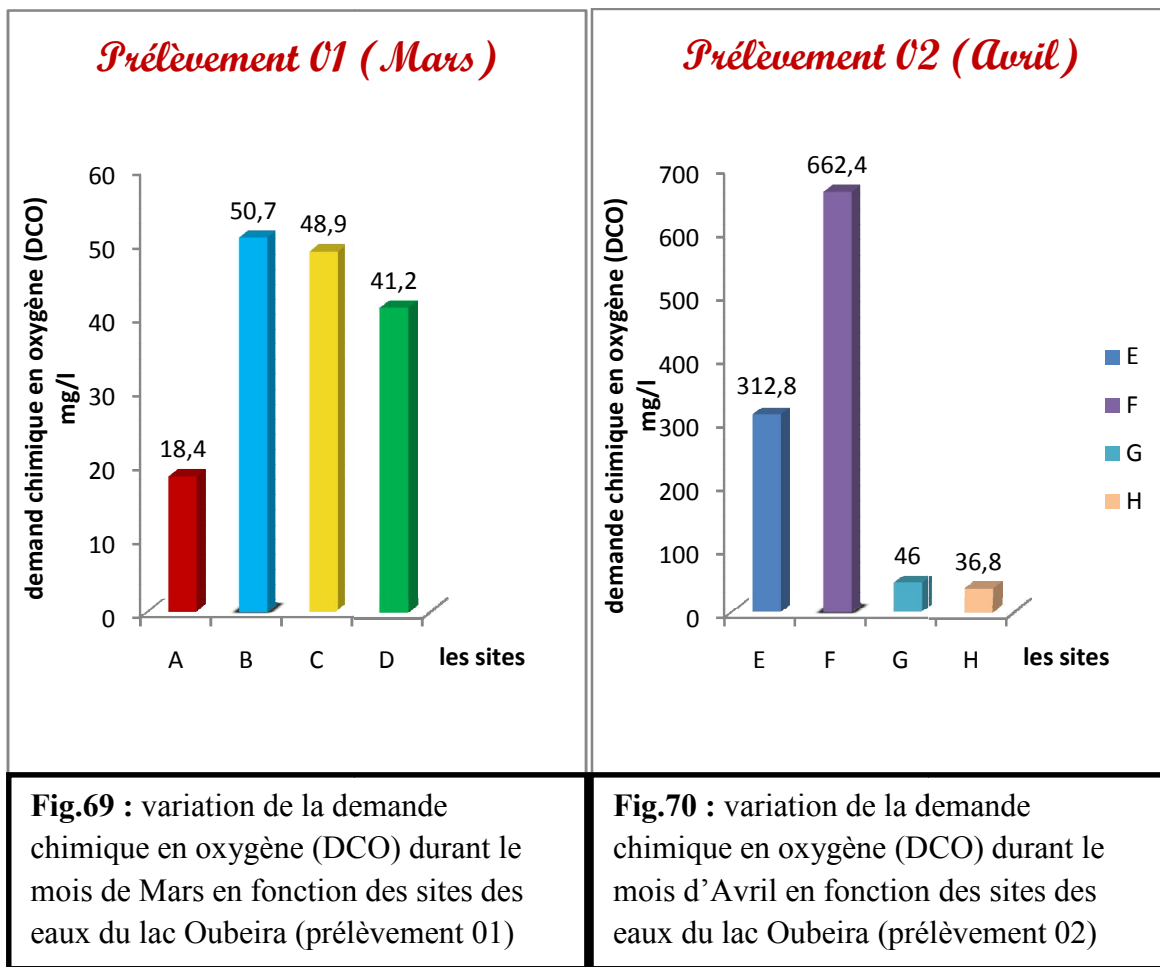 Prélèvement 01 (Mars)
demand chimique en oxygène (DCO)
mg/l
60
50
40
30
20
10
0
18,4
50,7
48,9
41,2
A B C D les sites
Fig.69 : variation de la demande
chimique en oxygène (DCO) durant le
mois de Mars en fonction des sites des
eaux du lac Oubeira (prélèvement 01)
Prélèvement 02 (Avril)
demande chimique en oxygène (DCO)
mg/l
700
600
500
400
300
200
100
0
312,8
662,4
46
36,8
E F G H les sites
E
F
G
H
Fig.70 : variation de la demande
chimique en oxygène (DCO) durant le
mois d’Avril en fonction des sites des
eaux du lac Oubeira (prélèvement 02)